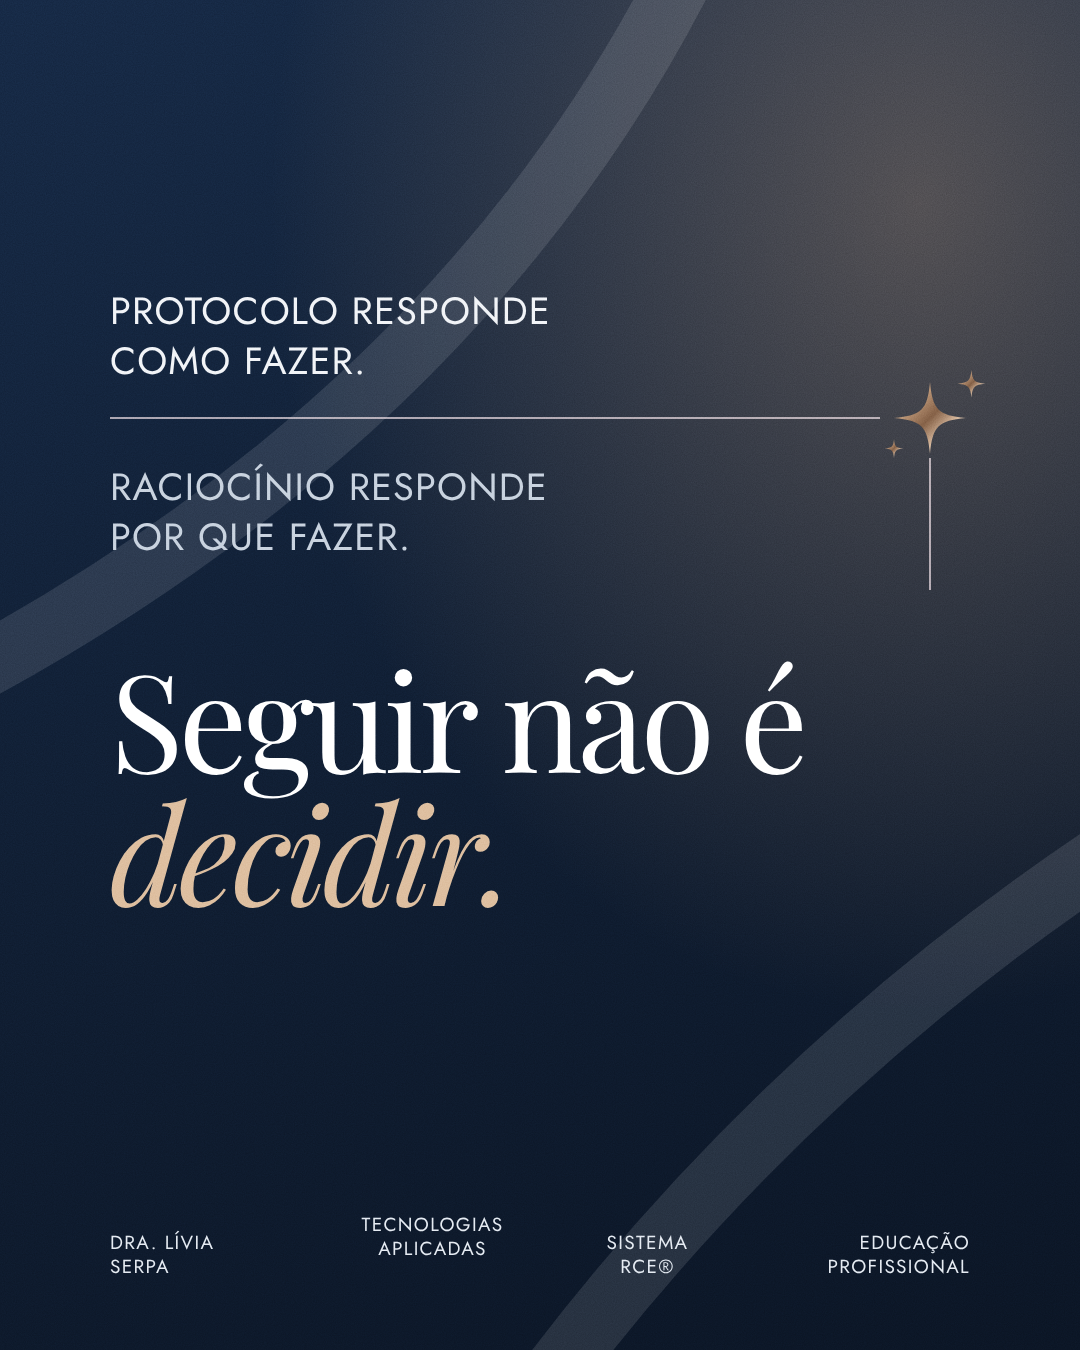 PROTOCOLO RESPONDE
COMO FAZER.
RACIOCÍNIO RESPONDE
POR QUE FAZER.
Seguir não é
decidir.
DRA. LÍVIA
SERPA
TECNOLOGIAS
APLICADAS
SISTEMA
RCE®
EDUCAÇÃO
PROFISSIONAL